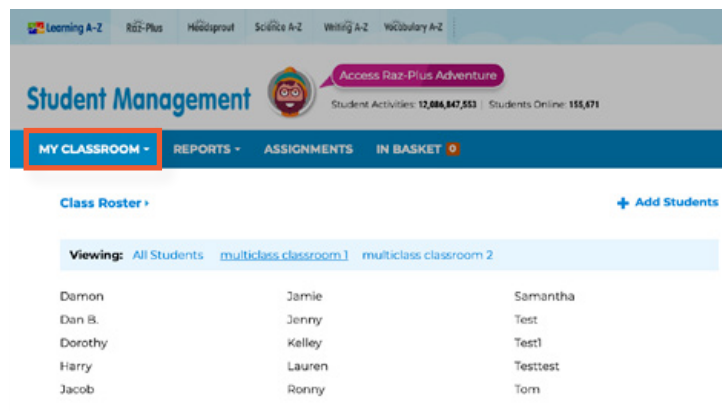 Learning A-Z Raz-Plus Headsprout Science A-Z Writing A-Z Vocabulary A-Z
Access Raz-Plus Adventure
Student Management
Student Activities: 12,086,847,553 | Students Online: 155,671
MY CLASSROOM REPORTS ASSIGNMENTS IN BASKET 0
Class Roster › + Add Students
Viewing: All Students multiclass classroom 1 multiclass classroom 2
Damon Jamie Samantha
Dan B. Jenny Test
Dorothy Kelley Test1
Harry Lauren Testtest
Jacob Ronny Tom